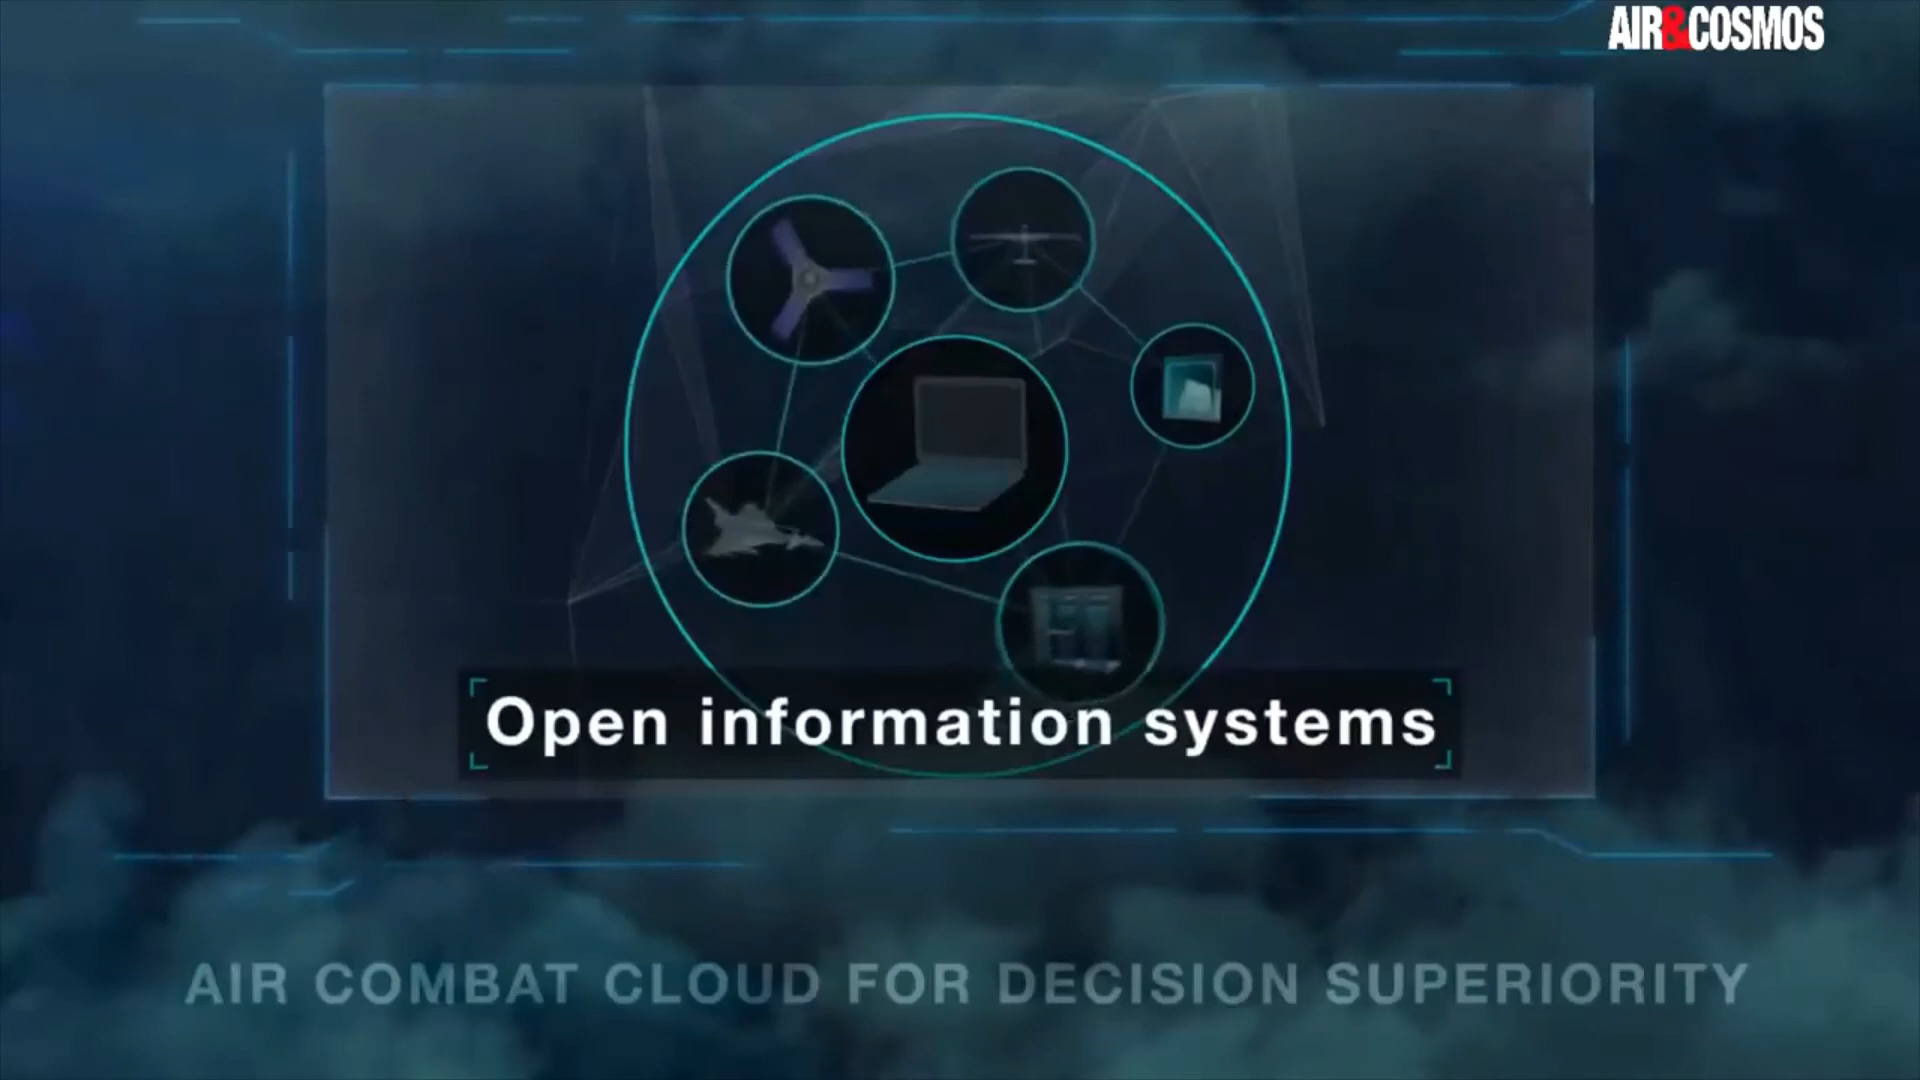 AIR&COSMOS
Open information systems
AIR COMBAT CLOUD FOR DECISION SUPERIORITY